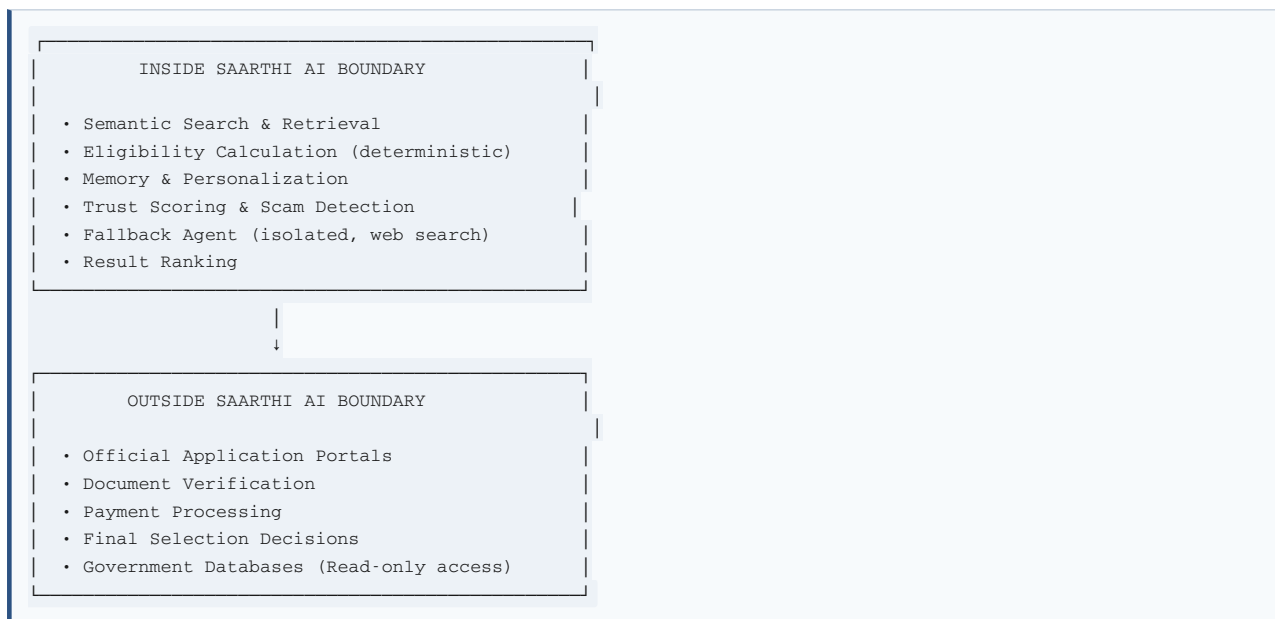 INSIDE SAARTHI AI BOUNDARY
• Semantic Search & Retrieval
• Eligibility Calculation (deterministic)
• Memory & Personalization
• Trust Scoring & Scam Detection
• Fallback Agent (isolated, web search)
• Result Ranking
↓
OUTSIDE SAARTHI AI BOUNDARY
• Official Application Portals
• Document Verification
• Payment Processing
• Final Selection Decisions
• Government Databases (Read-only access)